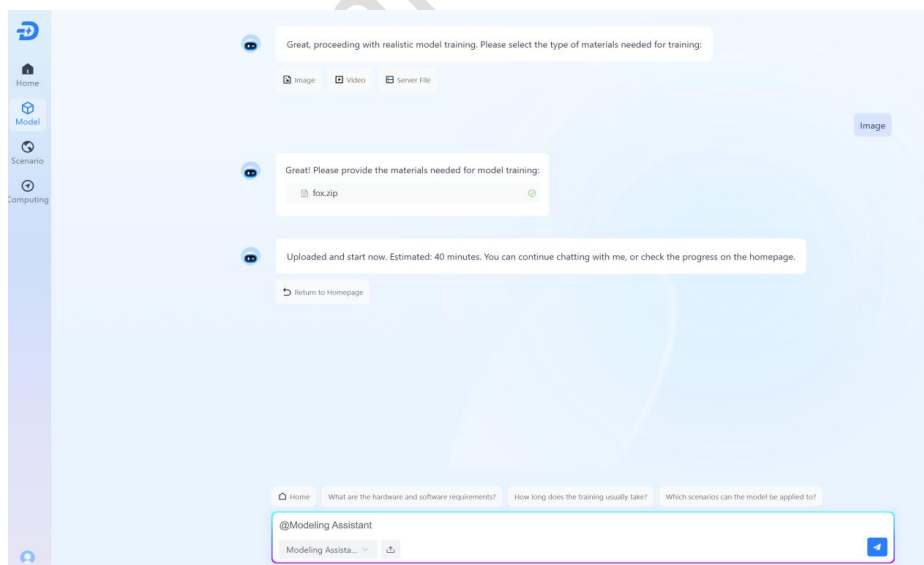 Great, proceeding with realistic model training. Please select the type of materials needed for training:
Home
Image
Video
Server File
Model
Image
Scenario
Great! Please provide the materials needed for model training:
fox.zip
Computing
Uploaded and start now. Estimated: 40 minutes. You can continue chatting with me, or check the progress on the homepage.
Return to Homepage
Home
What are the hardware and software requirements?
How long does the training usually take?
Which scenarios can the model be applied to?
@Modeling Assistant
Modeling Assista...